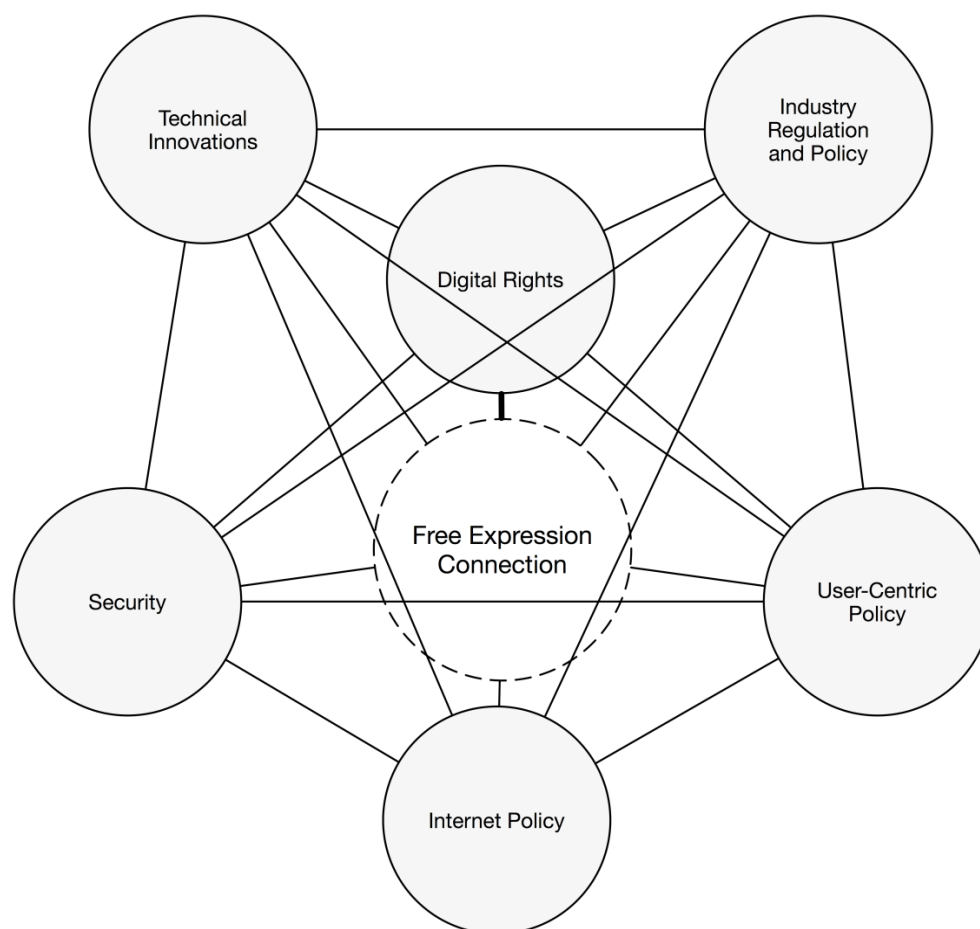 Technical
Innovations
Industry
Regulation
and Policy
Digital Rights
Free Expression
Connection
Security
User-Centric
Policy
Internet Policy